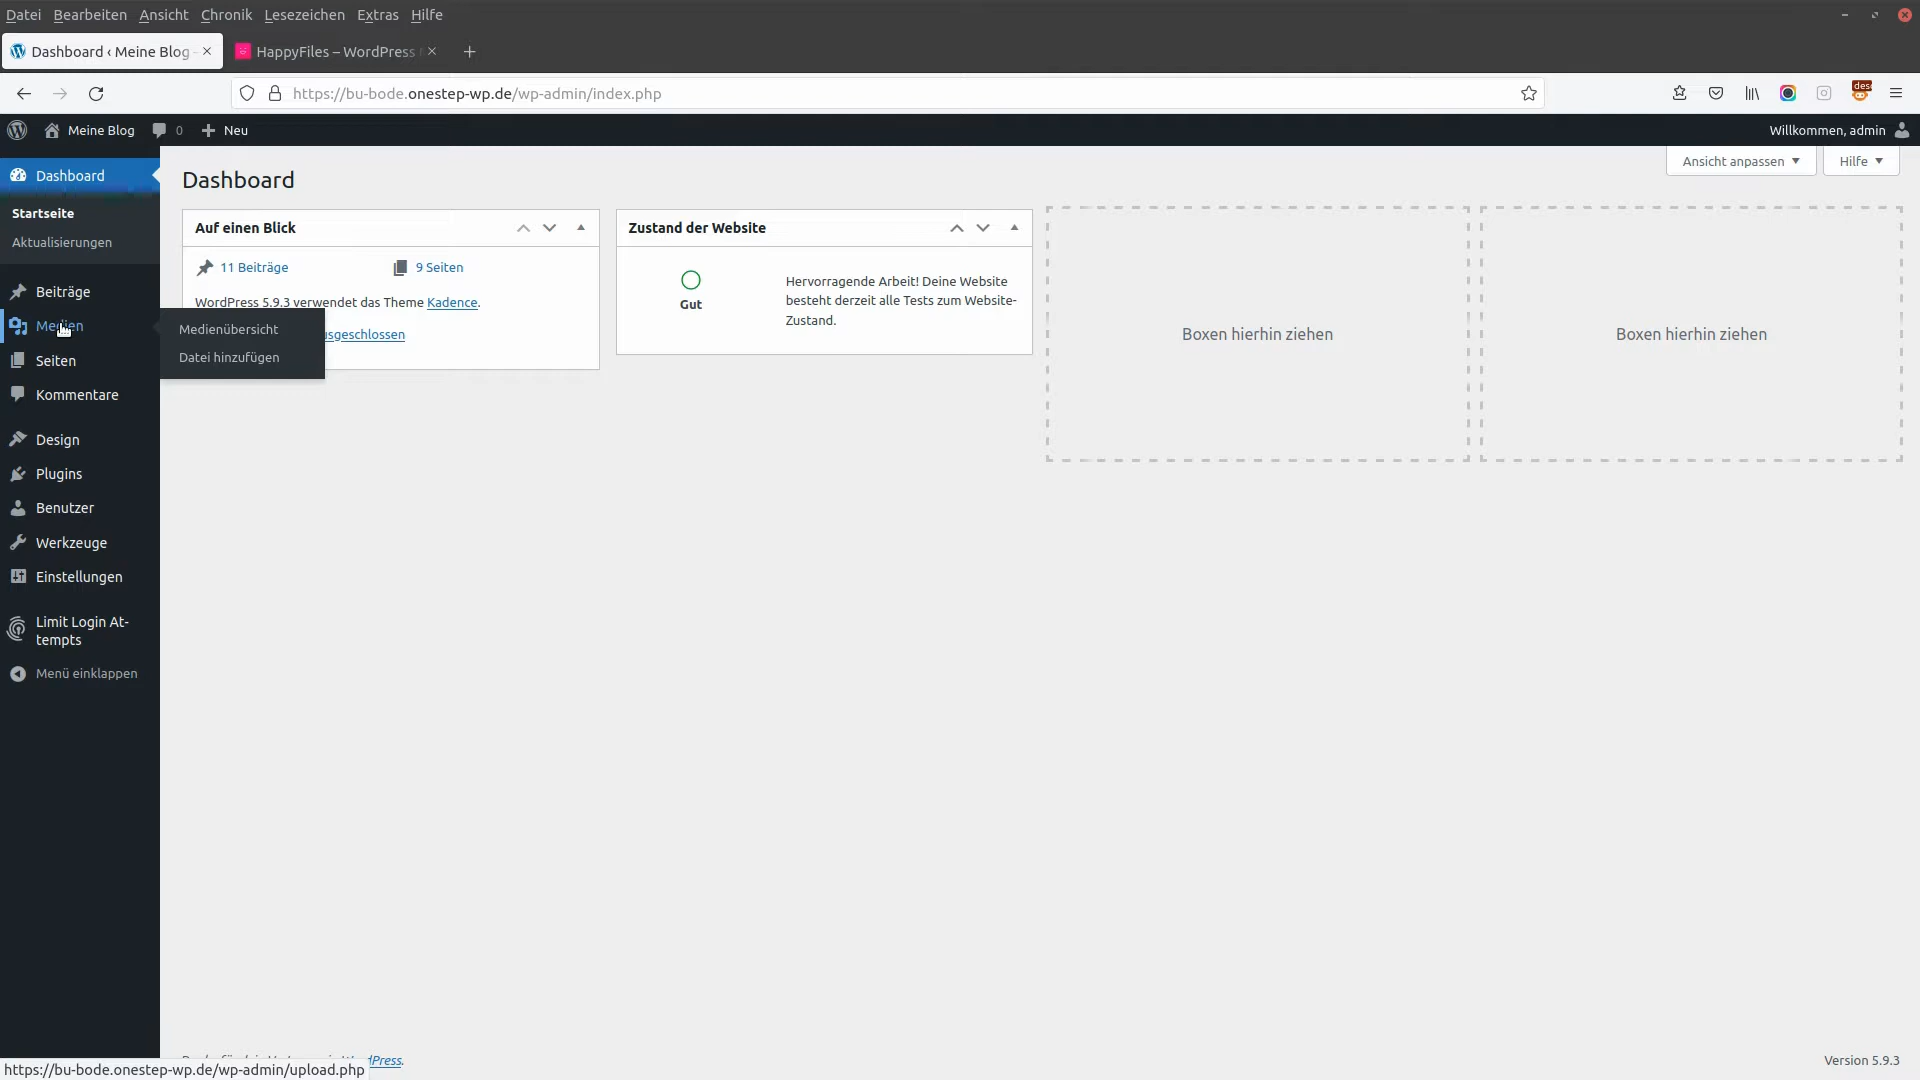 Datei Bearbeiten Ansicht Chronik Lesezeichen Extras Hilfe
Dashboard ‹ Meine Blog
HappyFiles – WordPress
https://bu-bode.onestep-wp.de/wp-admin/index.php
Meine Blog 0 Neu
Willkommen, admin
Dashboard
Startseite
Aktualisierungen
Beiträge
Medien
Medienübersicht
Datei hinzufügen
Seiten
Kommentare
Design
Plugins
Benutzer
Werkzeuge
Einstellungen
Limit Login At-
tempts
Menü einklappen
Ansicht anpassen
Hilfe
Dashboard
Auf einen Blick
11 Beiträge
9 Seiten
WordPress 5.9.3 verwendet das Theme Kadence.
usgeschlossen
Zustand der Website
Gut
Hervorragende Arbeit! Deine Website
besteht derzeit alle Tests zum Website-
Zustand.
Boxen hierhin ziehen
Boxen hierhin ziehen
Version 5.9.3
https://bu-bode.onestep-wp.de/wp-admin/upload.php